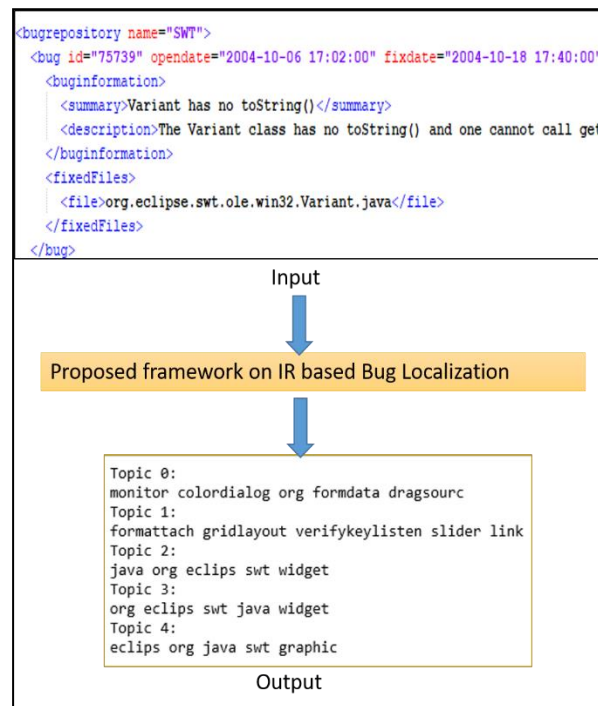 <bugrepository name="SWT">
<bug id="75739" opendate="2004-10-06 17:02:00" fixdate="2004-10-18 17:40:00"
<buginformation>
<summary>Variant has no toString()</summary>
<description>The Variant class has no toString() and one cannot call get
</buginformation>
<fixedFiles>
<file>org.eclipse.swt.ole.win32.Variant.java</file>
</fixedFiles>
</bug>
Input
Proposed framework on IR based Bug Localization
Topic 0:
monitor colordialog org formdata dragsourc
Topic 1:
formattach gridlayout verifykeylisten slider link
Topic 2:
java org eclips swt widget
Topic 3:
org eclips swt java widget
Topic 4:
eclips org java swt graphic
Output